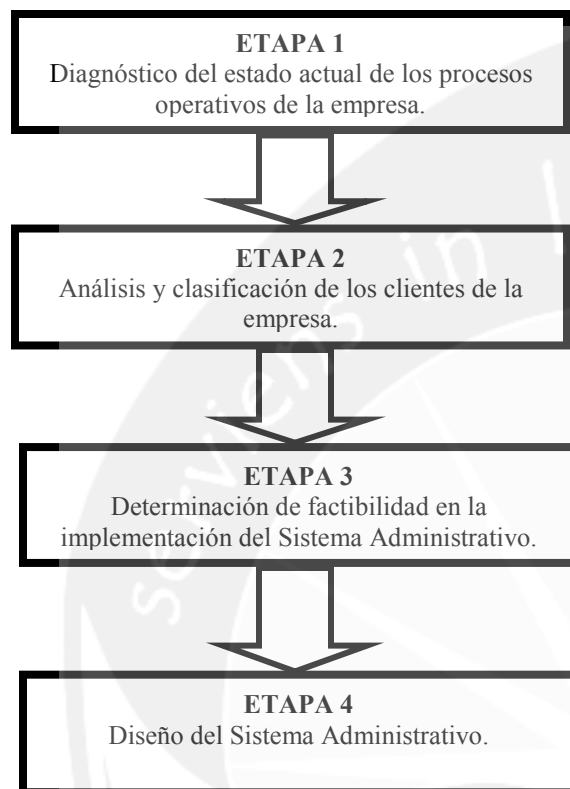 ETAPA 1
Diagnóstico del estado actual de los procesos
operativos de la empresa.
ETAPA 2
Análisis y clasificación de los clientes de la
empresa.
ETAPA 3
Determinación de factibilidad en la
implementación del Sistema Administrativo.
ETAPA 4
Diseño del Sistema Administrativo.
serviens in l